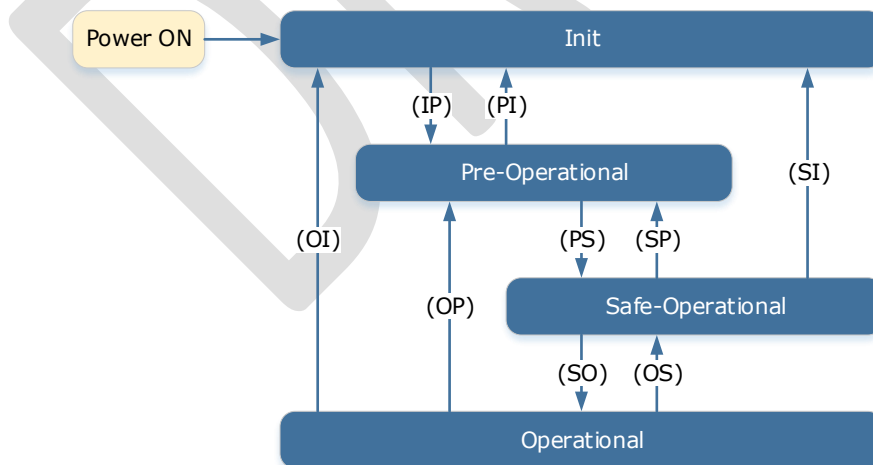 Power ON
Init
(IP)
(PI)
Pre-Operational
(SI)
(OI)
(PS)
(SP)
(OP)
Safe-Operational
(SO)
(OS)
Operational